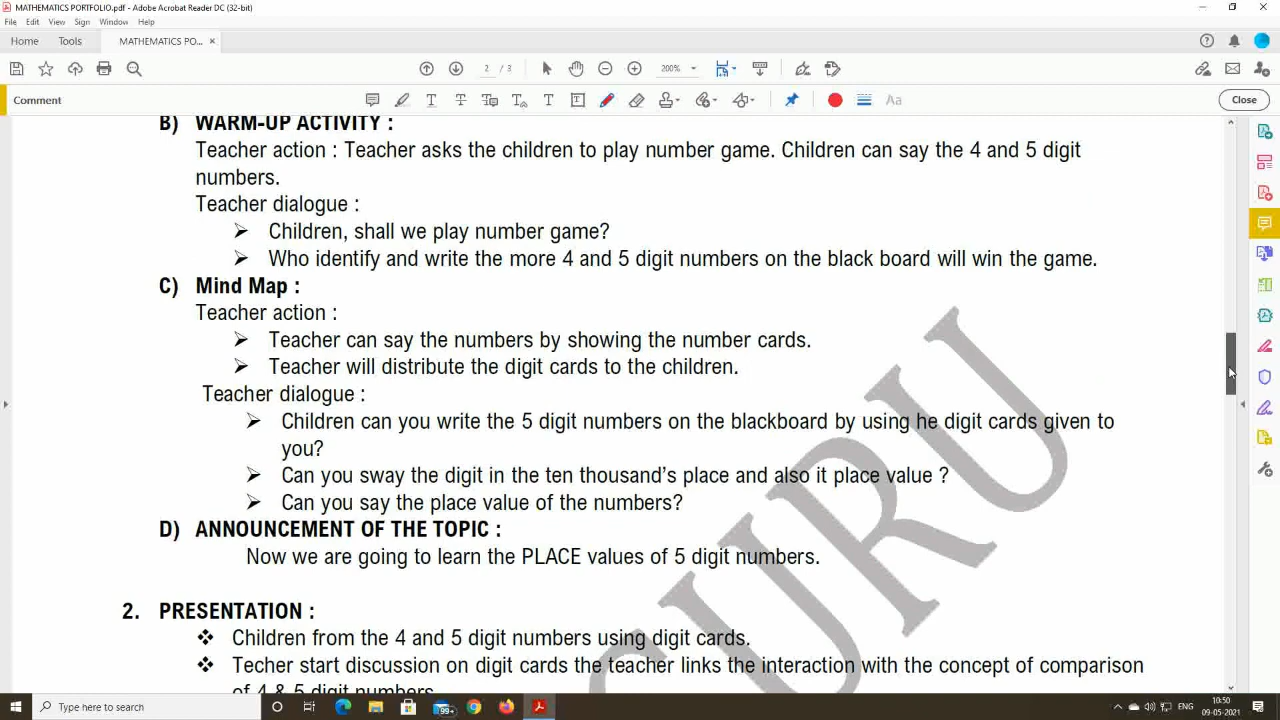 MATHEMATICS PORTFOLIO.pdf - Adobe Acrobat Reader DC (32-bit)
File Edit View Sign Window Help
Home Tools MATHEMATICS PO... ×
2 / 3 200%
Comment Close
B) WARM-UP ACTIVITY :
Teacher action : Teacher asks the children to play number game. Children can say the 4 and 5 digit
numbers.
Teacher dialogue :
➢ Children, shall we play number game?
➢ Who identify and write the more 4 and 5 digit numbers on the black board will win the game.
C) Mind Map :
Teacher action :
➢ Teacher can say the numbers by showing the number cards.
➢ Teacher will distribute the digit cards to the children.
Teacher dialogue :
➢ Children can you write the 5 digit numbers on the blackboard by using he digit cards given to
you?
➢ Can you sway the digit in the ten thousand's place and also it place value ?
➢ Can you say the place value of the numbers?
D) ANNOUNCEMENT OF THE TOPIC :
Now we are going to learn the PLACE values of 5 digit numbers.
2. PRESENTATION :
❖ Children from the 4 and 5 digit numbers using digit cards.
❖ Techer start discussion on digit cards the teacher links the interaction with the concept of comparison
of 4 & 5 digit numbers
GURU
Type here to search
99+
ENG
10:50
09-05-2021